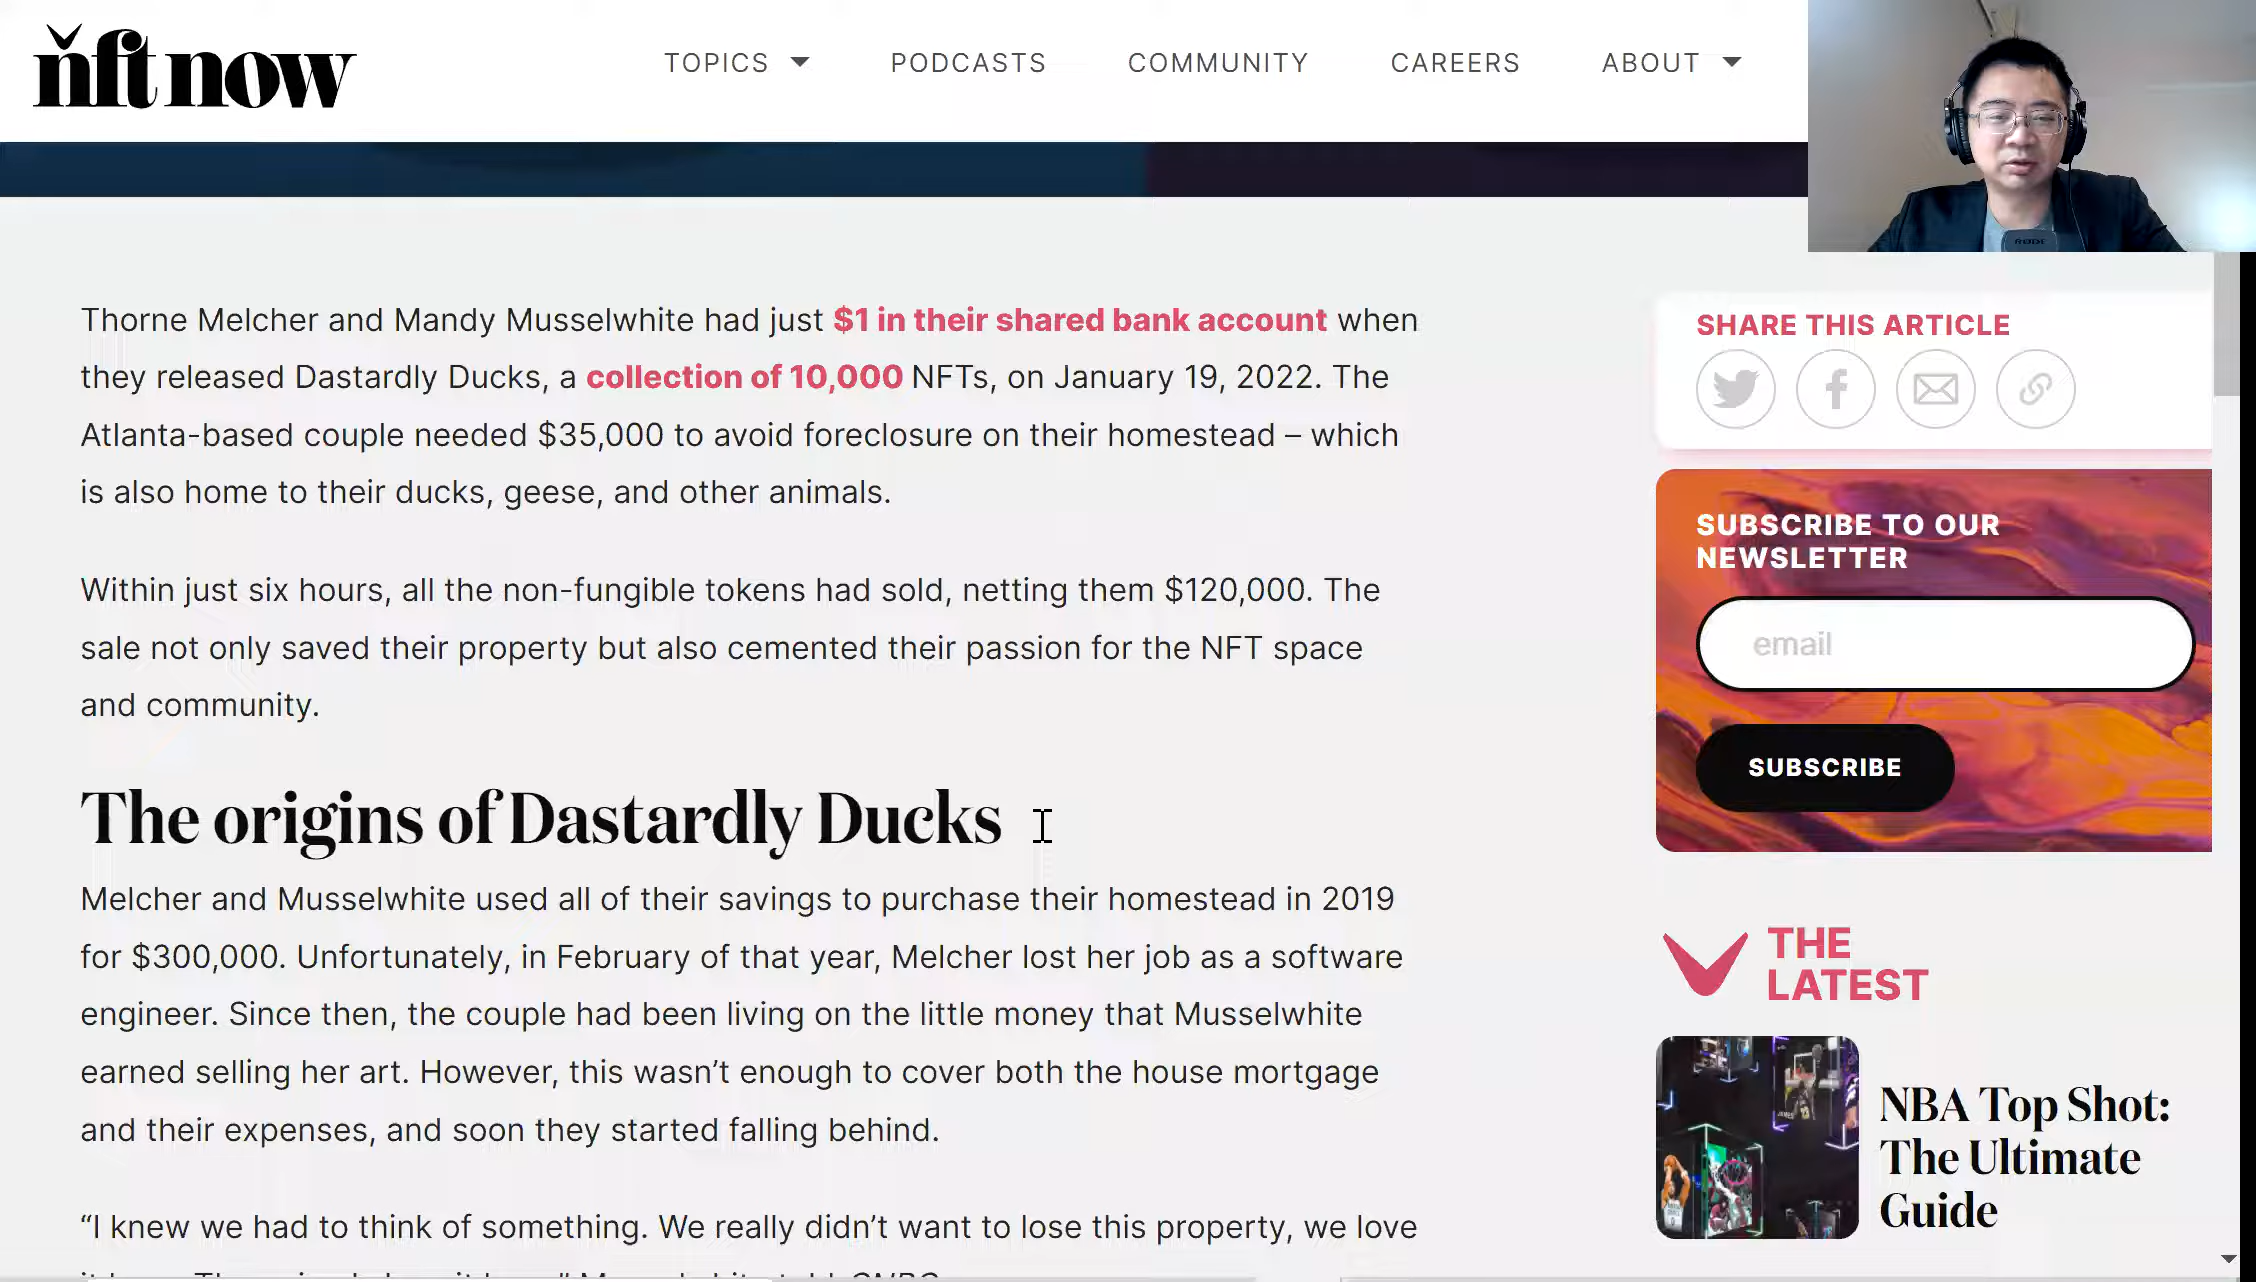 nft now
TOPICS
PODCASTS
COMMUNITY
CAREERS
ABOUT
RØDE
Thorne Melcher and Mandy Musselwhite had just $1 in their shared bank account when
they released Dastardly Ducks, a collection of 10,000 NFTs, on January 19, 2022. The
Atlanta-based couple needed $35,000 to avoid foreclosure on their homestead – which
is also home to their ducks, geese, and other animals.
Within just six hours, all the non-fungible tokens had sold, netting them $120,000. The
sale not only saved their property but also cemented their passion for the NFT space
and community.
The origins of Dastardly Ducks
Melcher and Musselwhite used all of their savings to purchase their homestead in 2019
for $300,000. Unfortunately, in February of that year, Melcher lost her job as a software
engineer. Since then, the couple had been living on the little money that Musselwhite
earned selling her art. However, this wasn’t enough to cover both the house mortgage
and their expenses, and soon they started falling behind.
“I knew we had to think of something. We really didn’t want to lose this property, we love
SHARE THIS ARTICLE
SUBSCRIBE TO OUR
NEWSLETTER
email
SUBSCRIBE
THE
LATEST
NBA Top Shot:
The Ultimate
Guide